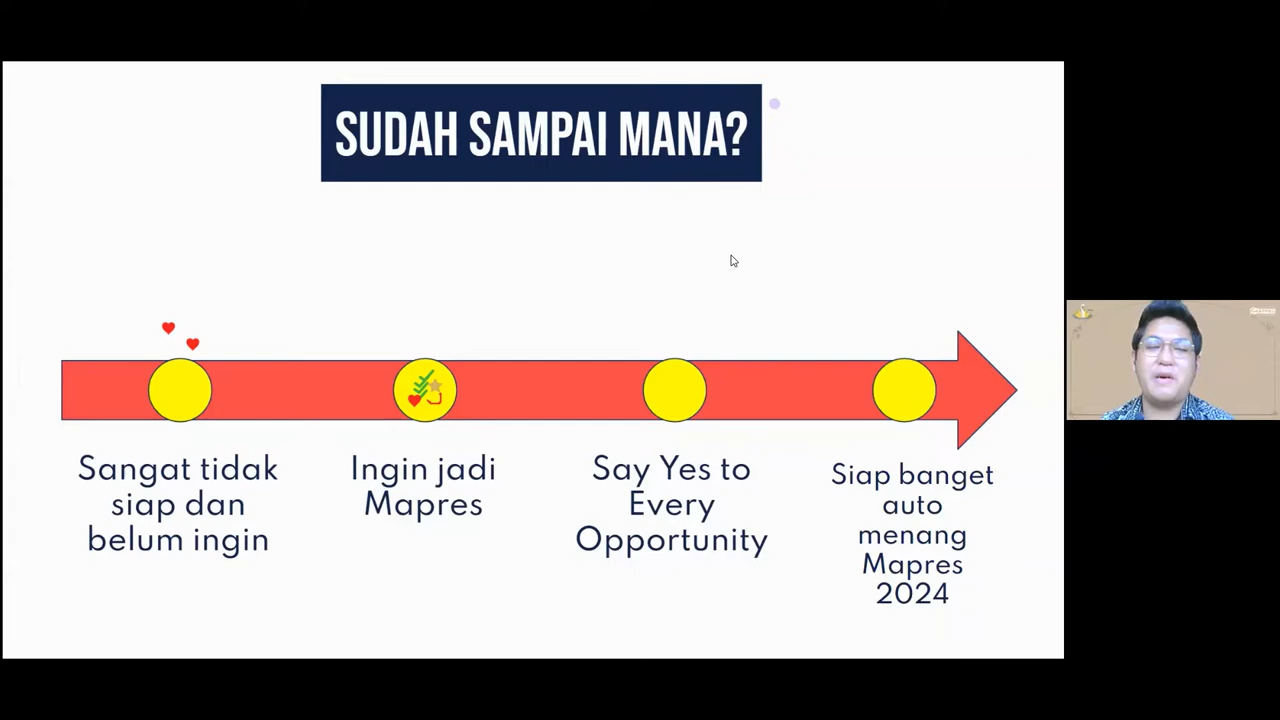 SUDAH SAMPAI MANA?
Sangat tidak
siap dan
belum ingin
Ingin jadi
Mapres
Say Yes to
Every
Opportunity
Siap banget
auto
menang
Mapres
2024